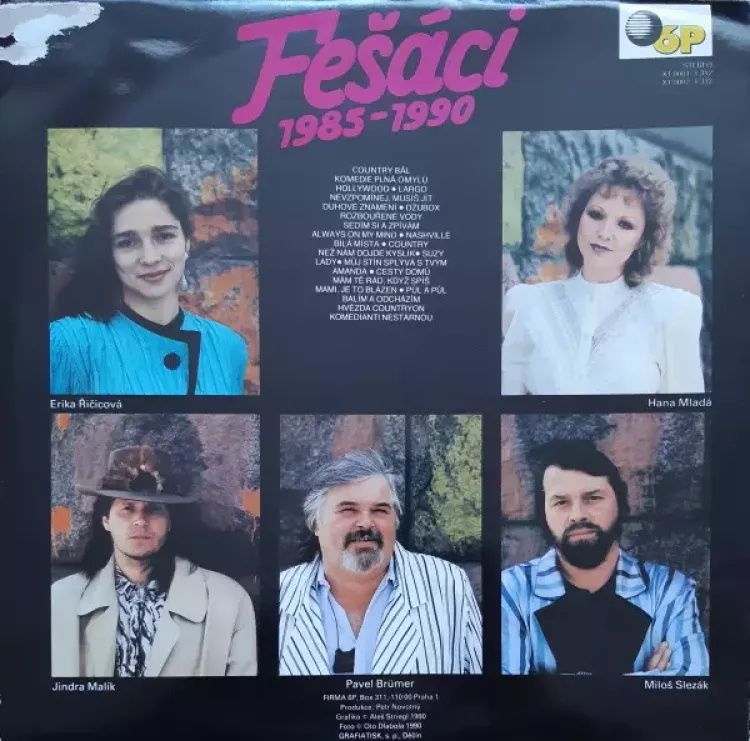 Fešáci
1985-1990
6P
STEREO
COUNTRY BÁL
KOMEDIE PLNÁ OMYLŮ
HOLLYWOOD ● LARGO
NEVZPOMÍNEJ, MUSÍŠ JÍT
DUHOVÉ ZNAMENÍ ● DŽUBOX
ROZBOUŘENÉ VODY
SEDÍM SI A ZPÍVÁM
ALWAYS ON MY MIND ● NASHVILLE
BÍLÁ MÍSTA ● COUNTRY
NEŽ NÁM DOJDE KYSLÍK ● SUZY
LADY ● MŮJ STÍN SPLÝVÁ S TVÝM
AMANDA ● CESTY DOMŮ
MÁM TĚ RÁD, KDYŽ SPÍŠ
MAMI, JE TO BLÁZEN ● PŮL A PŮL
BALÍM A ODCHÁZÍM
HVĚZDA COUNTRYON
KOMEDIANTI NESTÁRNOU
Erika Říčicová
Hana Mladá
Jindra Malík
Pavel Brümer
Miloš Slezák
FIRMA 6P, Box 311, 110 00 Praha 1
Produkce: Petr Novotný
Grafika © Aleš Striegl 1990
Foto © Oto Dlabola 1990
GRAFIATISK, s. p., Děčín